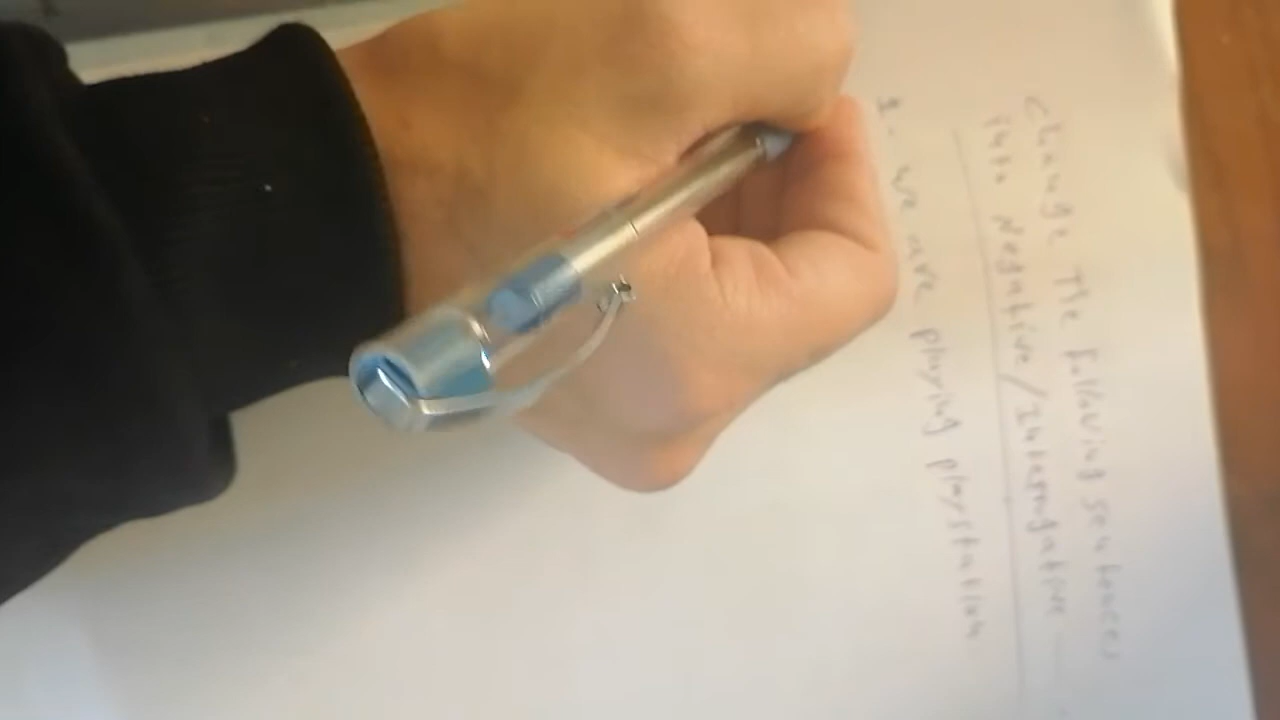 Change The Following sentences
into Negative/Interrogative
1- we are playing playstation